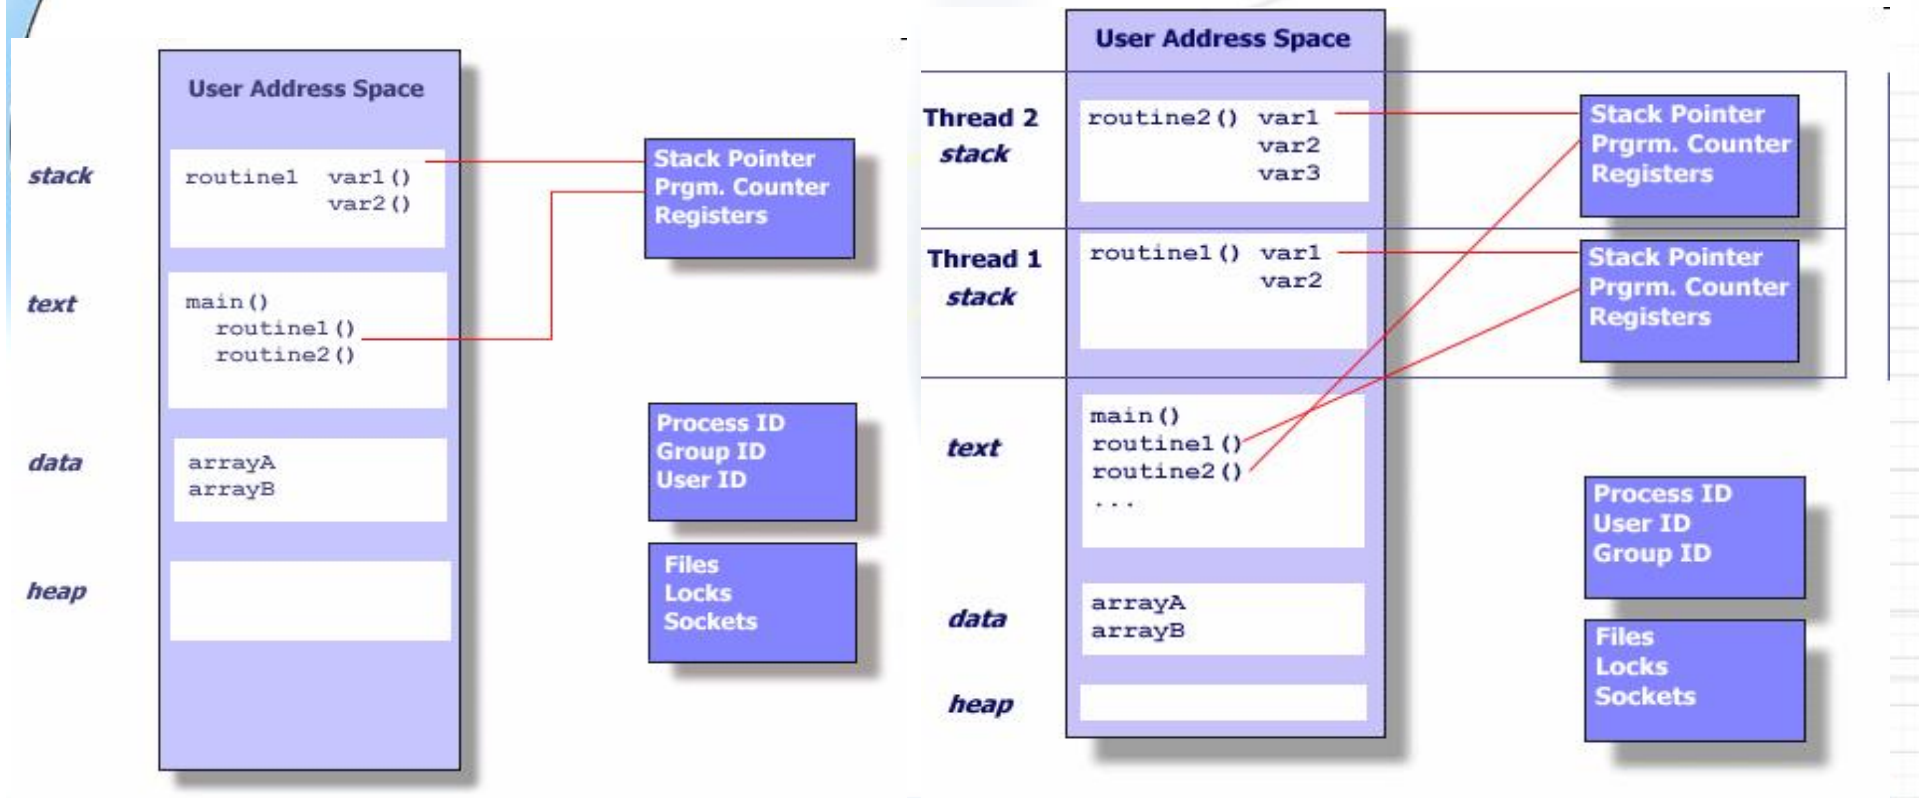 User Address Space
stack
routine1 var1()
var2()
Stack Pointer
Prgm. Counter
Registers
text
main()
routine1()
routine2()
data
arrayA
arrayB
Process ID
Group ID
User ID
heap
Files
Locks
Sockets
User Address Space
Thread 2
stack
routine2() var1
var2
var3
Stack Pointer
Prgrm. Counter
Registers
Thread 1
stack
routine1() var1
var2
Stack Pointer
Prgrm. Counter
Registers
text
main()
routine1()
routine2()
...
data
arrayA
arrayB
Process ID
User ID
Group ID
heap
Files
Locks
Sockets